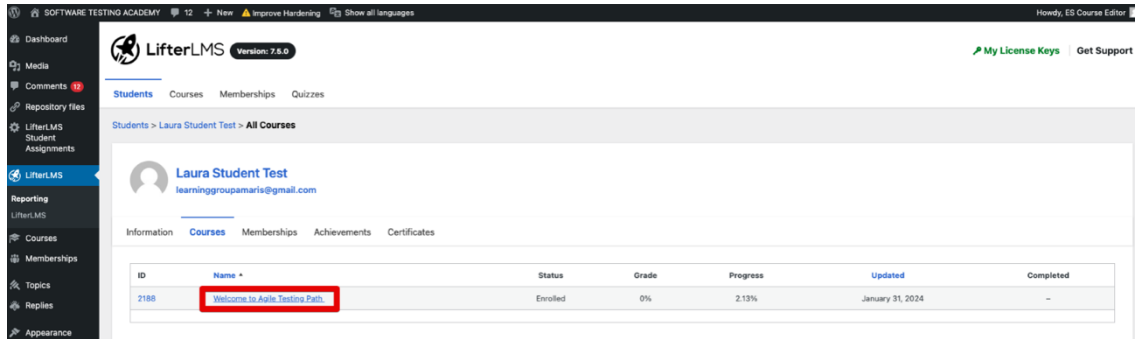 SOFTWARE TESTING ACADEMY 12 + New Improve Hardening Show all languages Howdy, ES Course Editor
Dashboard
Media
Comments 12
Repository files
LifterLMS
Student
Assignments
LifterLMS
Reporting
LifterLMS
Courses
Memberships
Topics
Replies
Appearance
LifterLMS Version: 7.5.0
My License Keys Get Support
Students Courses Memberships Quizzes
Students > Laura Student Test > All Courses
Laura Student Test
learninggroupamaris@gmail.com
Information Courses Memberships Achievements Certificates
ID Name Status Grade Progress Updated Completed
2188 Welcome to Agile Testing Path Enrolled 0% 2.13% January 31, 2024 –